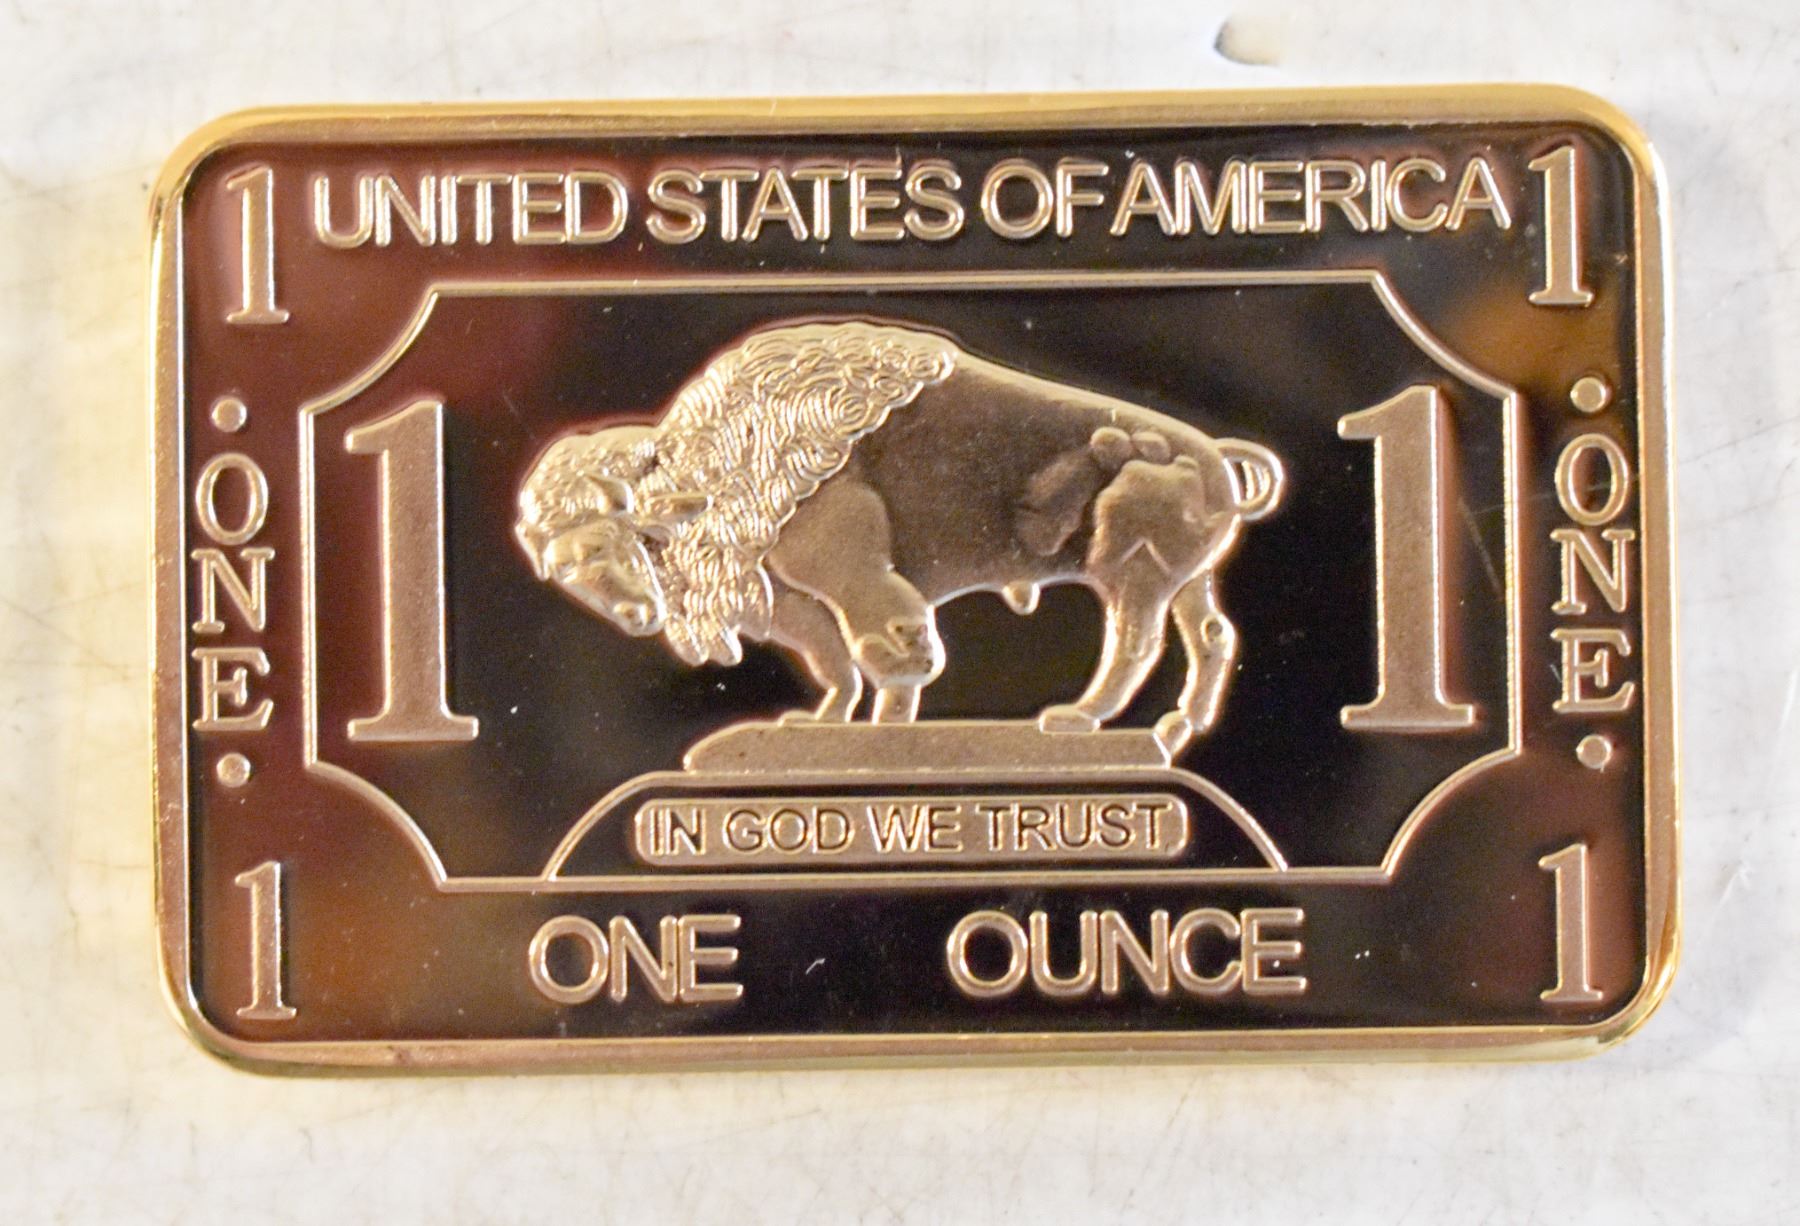 1 UNITED STATES OF AMERICA 1
ONE
1
1
ONE
IN GOD WE TRUST
1 ONE OUNCE 1